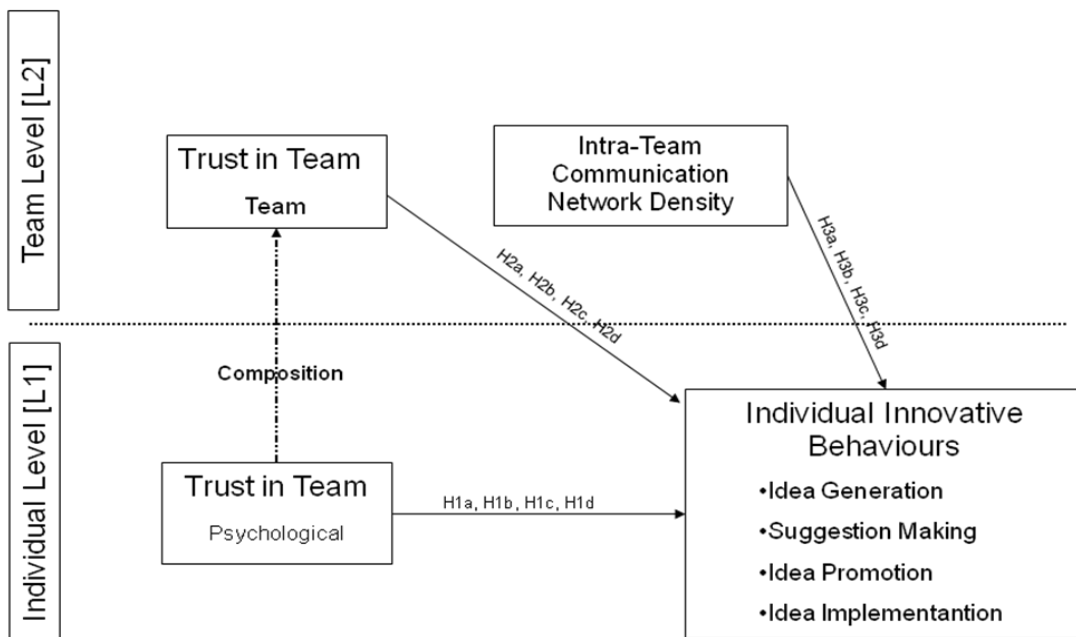 Team Level [L2]
Trust in Team
Team
Intra-Team
Communication
Network Density
H2a, H2b, H2c, H2d
H3a, H3b, H3c, H3d
Individual Level [L1]
Composition
Trust in Team
Psychological
H1a, H1b, H1c, H1d
Individual Innovative
Behaviours
•Idea Generation
•Suggestion Making
•Idea Promotion
•Idea Implementantion